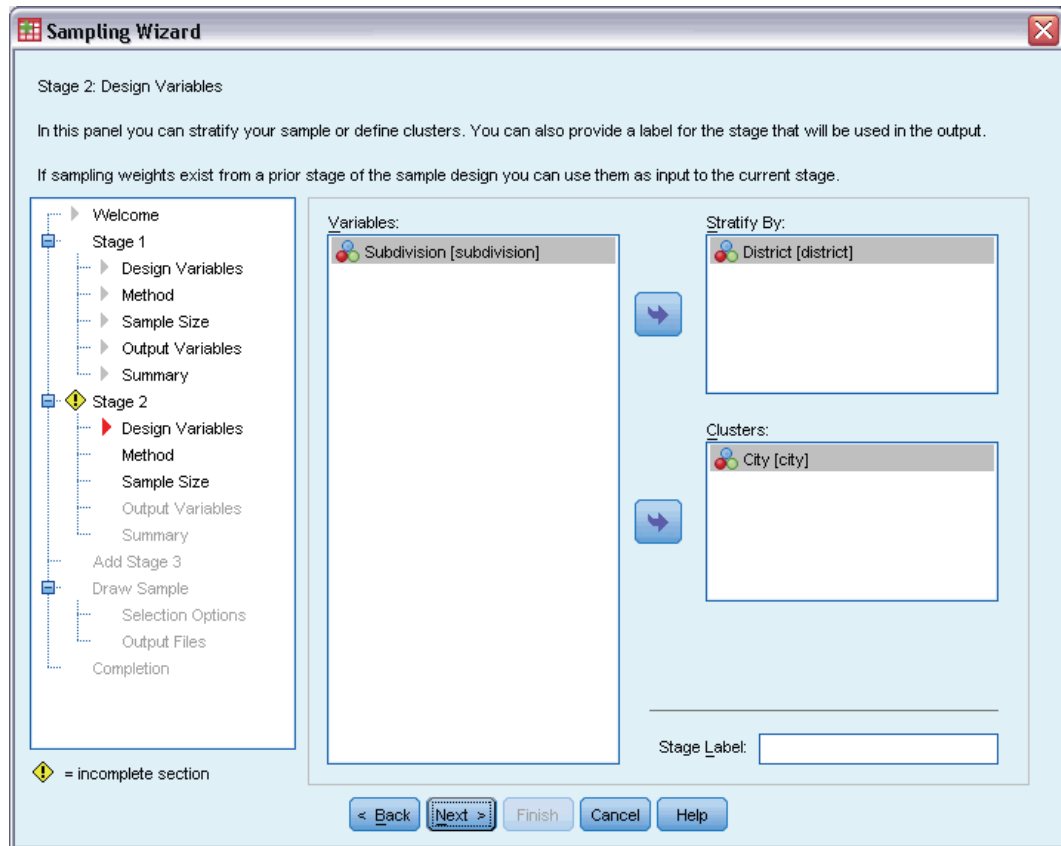 Sampling Wizard
Stage 2: Design Variables
In this panel you can stratify your sample or define clusters. You can also provide a label for the stage that will be used in the output.
If sampling weights exist from a prior stage of the sample design you can use them as input to the current stage.
Welcome
Stage 1
Design Variables
Method
Sample Size
Output Variables
Summary
Stage 2
Design Variables
Method
Sample Size
Output Variables
Summary
Add Stage 3
Draw Sample
Selection Options
Output Files
Completion
= incomplete section
Variables:
Subdivision [subdivision]
Stratify By:
District [district]
Clusters:
City [city]
Stage Label:
< Back
Next >
Finish
Cancel
Help